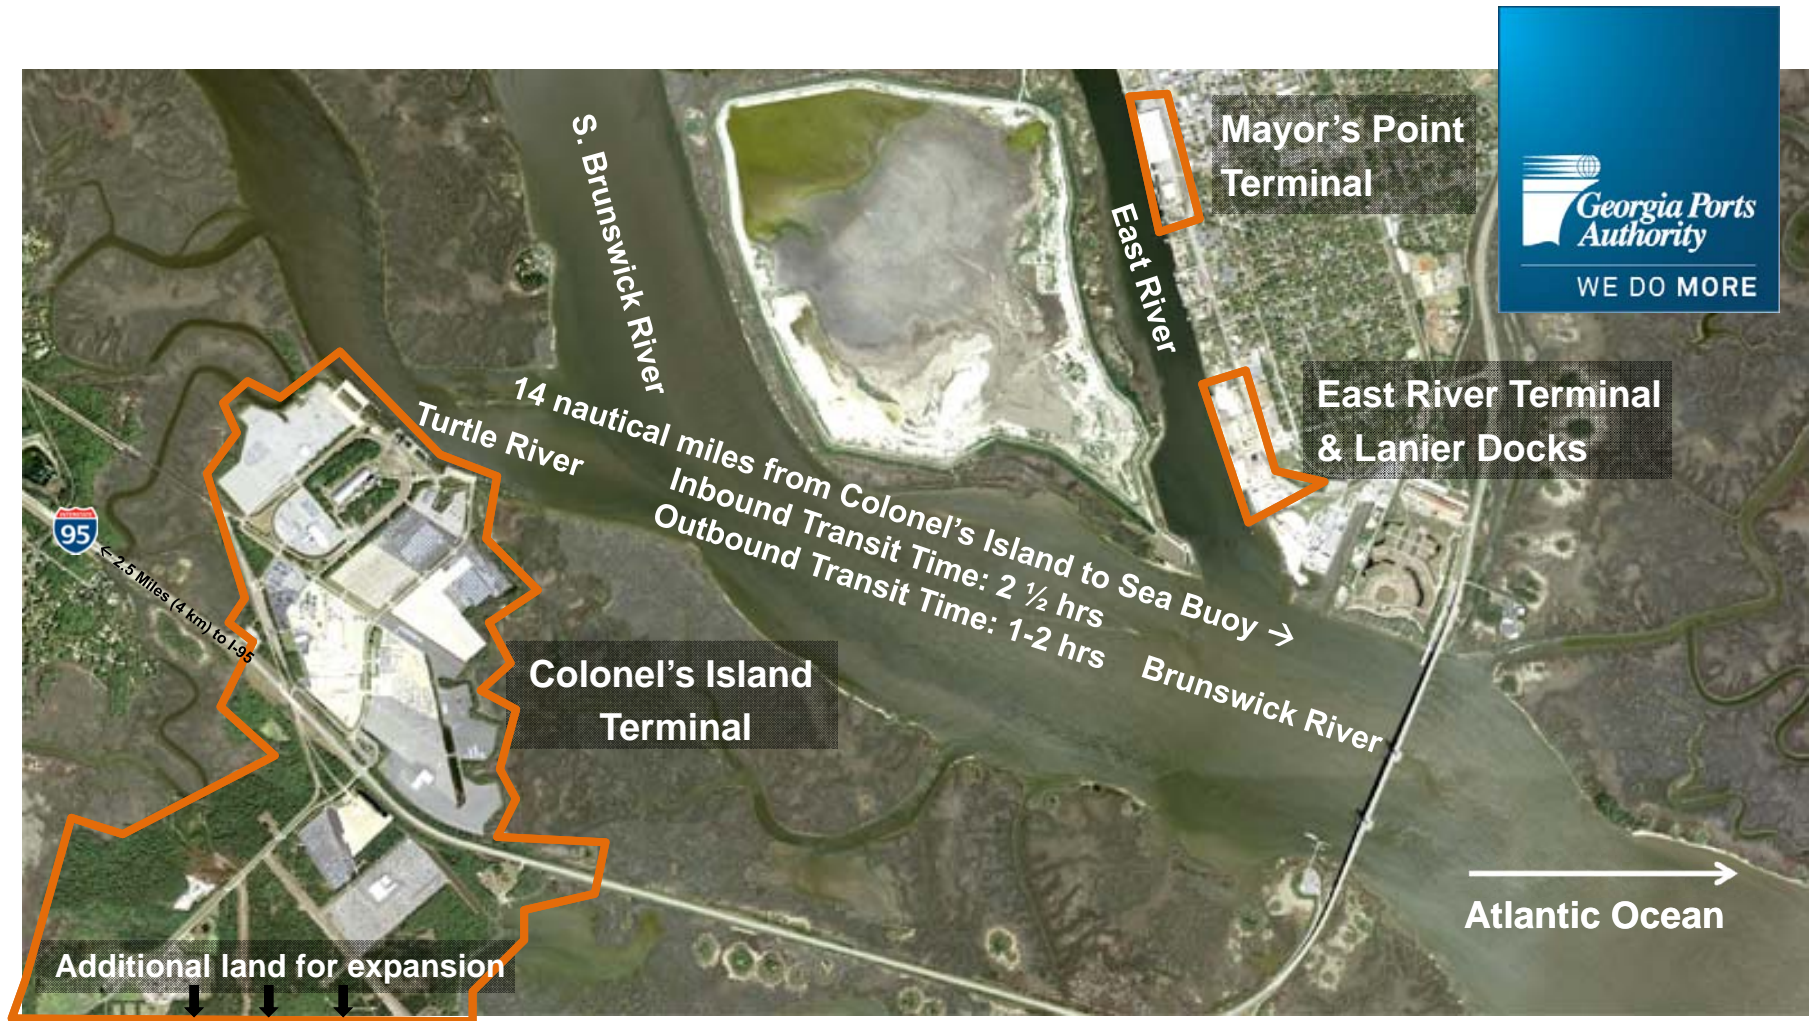 Mayor's Point
Terminal
Georgia Ports
Authority
WE DO MORE
S. Brunswick River
East River
East River Terminal
& Lanier Docks
14 nautical miles from Colonel's Island to Sea Buoy →
Turtle River
Inbound Transit Time: 2 ½ hrs
Outbound Transit Time: 1-2 hrs
Brunswick River
INTERSTATE
95
← 2.5 Miles (4 km) to I-95
Colonel's Island
Terminal
Atlantic Ocean
Additional land for expansion